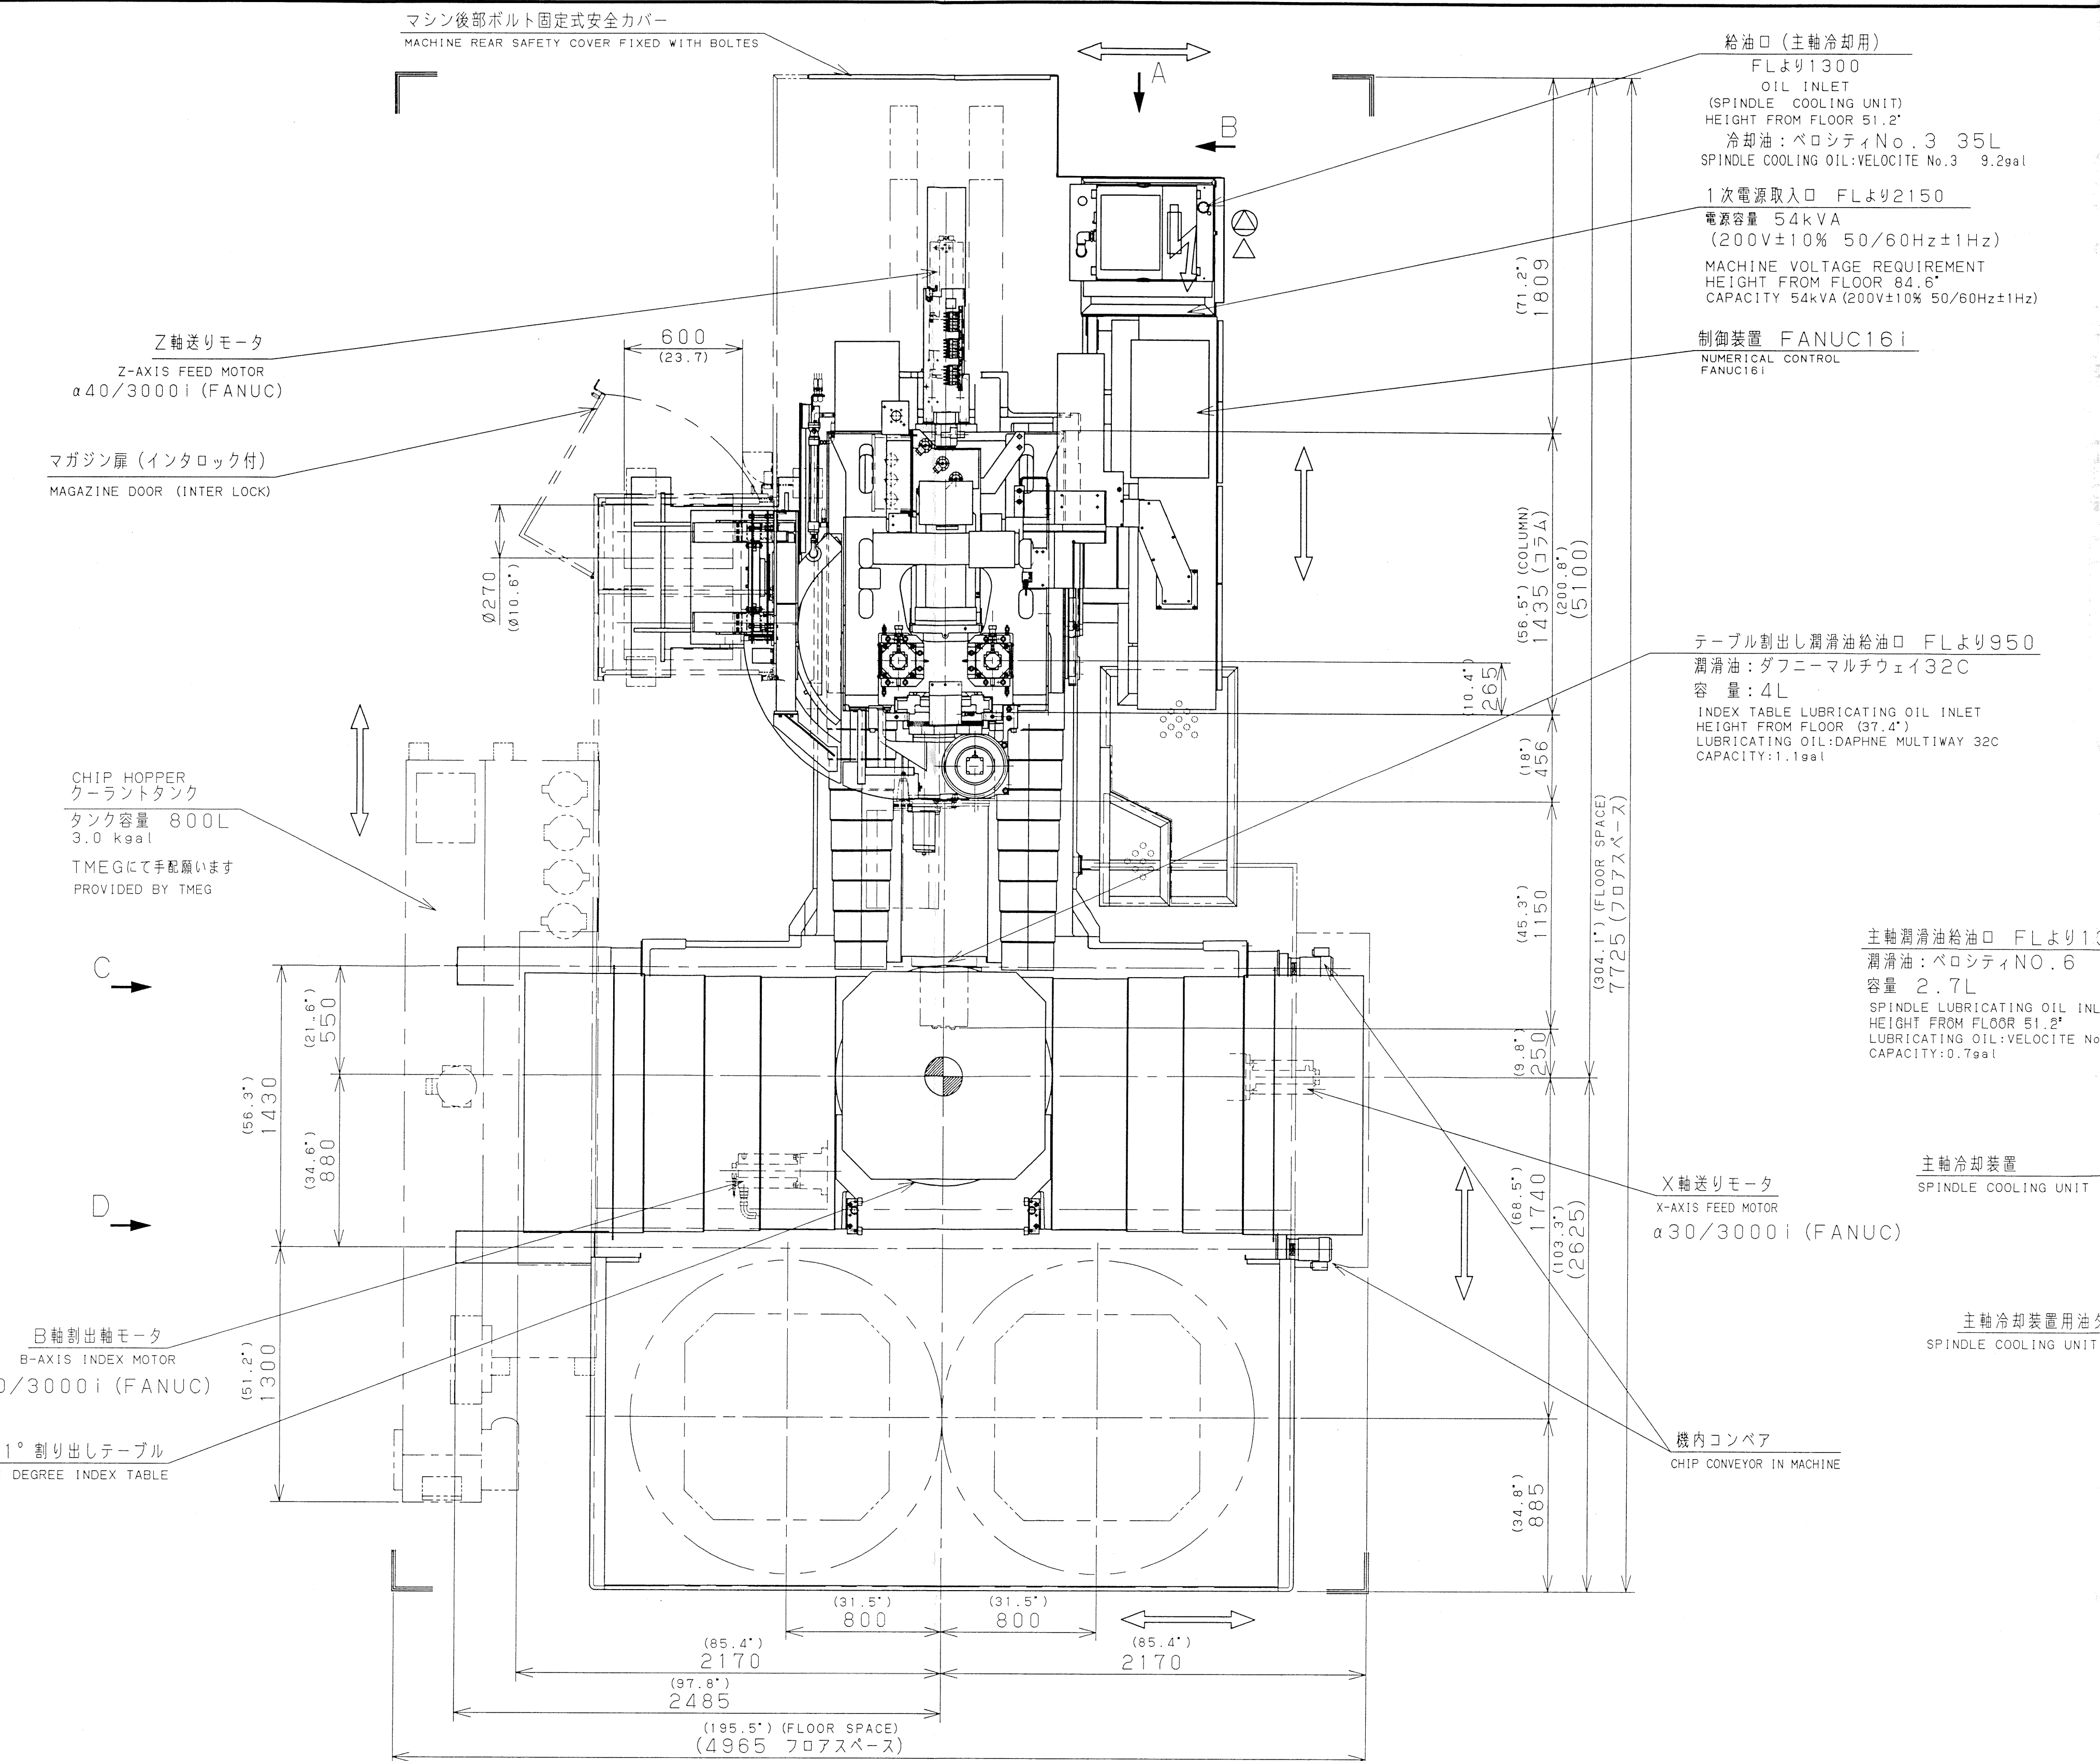 マシン後部ボルト固定式安全カバー
MACHINE REAR SAFETY COVER FIXED WITH BOLTES
A
B
給油口 (主軸冷却用)
FLより1300
OIL INLET
(SPINDLE COOLING UNIT)
HEIGHT FROM FLOOR 51.2"
冷却油:ベロシティNo.3 35L
SPINDLE COOLING OIL:VELOCITE No.3 9.2gal
1次電源取入口 FLより2150
電源容量 54kVA
(200V±10% 50/60Hz±1Hz)
MACHINE VOLTAGE REQUIREMENT
HEIGHT FROM FLOOR 84.6"
CAPACITY 54kVA (200V±10% 50/60Hz±1Hz)
制御装置 FANUC16i
NUMERICAL CONTROL
FANUC16i
Z軸送りモータ
Z-AXIS FEED MOTOR
α40/3000i (FANUC)
600
(23.7)
マガジン扉 (インタロック付)
MAGAZINE DOOR (INTER LOCK)
Ø270
(Ø10.6")
(71.2")
1809
(56.5") (COLUMN)
1435 (コラム)
(200.8")
(5100)
(10.4")
265
(18")
456
(45.3")
1150
(304.1") (FLOOR SPACE)
7725 (フロアスペース)
テーブル割出し潤滑油給油口 FLより950
潤滑油:ダフニーマルチウェイ32C
容 量:4L
INDEX TABLE LUBRICATING OIL INLET
HEIGHT FROM FLOOR (37.4")
LUBRICATING OIL:DAPHNE MULTIWAY 32C
CAPACITY:1.1gal
CHIP HOPPER
クーラントタンク
タンク容量 800L
3.0 kgal
TMEGにて手配願います
PROVIDED BY TMEG
C
D
(21.6")
550
(56.3")
1430
(34.6")
880
(51.2")
1300
(9.8")
250
(68.5")
1740
(103.3")
(2625)
(34.8")
885
主軸潤滑油給油口 FLより13
潤滑油:ベロシティNO.6
容量 2.7L
SPINDLE LUBRICATING OIL INL
HEIGHT FROM FLOOR 51.2"
LUBRICATING OIL:VELOCITE No
CAPACITY:0.7gal
主軸冷却装置
SPINDLE COOLING UNIT
X軸送りモータ
X-AXIS FEED MOTOR
α30/3000i (FANUC)
主軸冷却装置用油タ
SPINDLE COOLING UNIT
B軸割出軸モータ
B-AXIS INDEX MOTOR
0/3000i (FANUC)
1° 割り出しテーブル
DEGREE INDEX TABLE
機内コンベア
CHIP CONVEYOR IN MACHINE
(31.5")
800
(31.5")
800
(85.4")
2170
(85.4")
2170
(97.8")
2485
(195.5") (FLOOR SPACE)
(4965 フロアスペース)